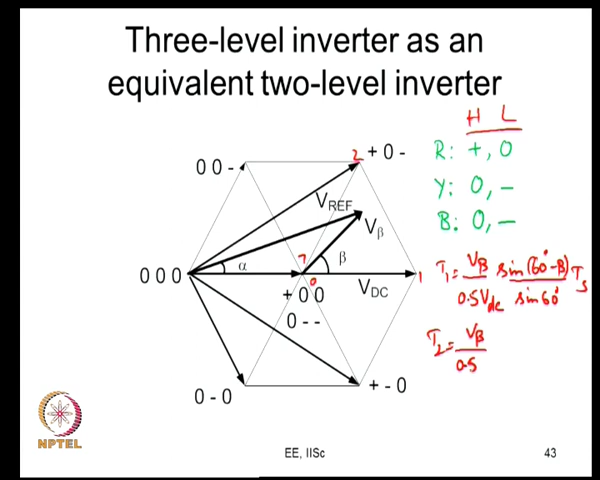 Three-level inverter as an
equivalent two-level inverter
H L
R: +, 0
Y: 0, -
B: 0, -
0 0 -
2 + 0 -
V_REF
V_β
0 0 0
α
7
β
0
1
+ 0 0
V_DC
0 - -
0 - 0
+ - 0
T_1 = V_β / 0.5V_dc sin(60°-β) / sin60° T_s
T_2 = V_β / 0.5
NPTEL
EE, IISc
43